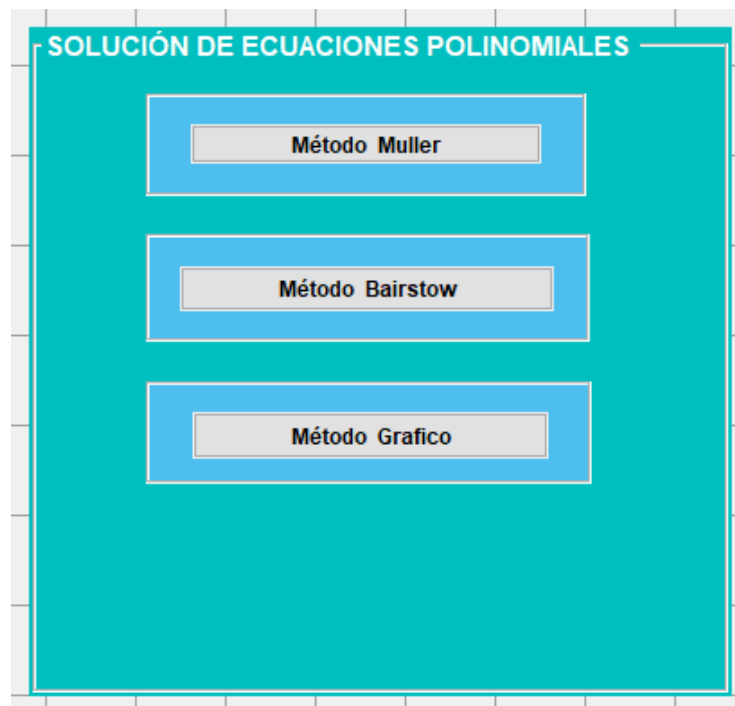 SOLUCIÓN DE ECUACIONES POLINOMIALES
Método Muller
Método Bairstow
Método Grafico